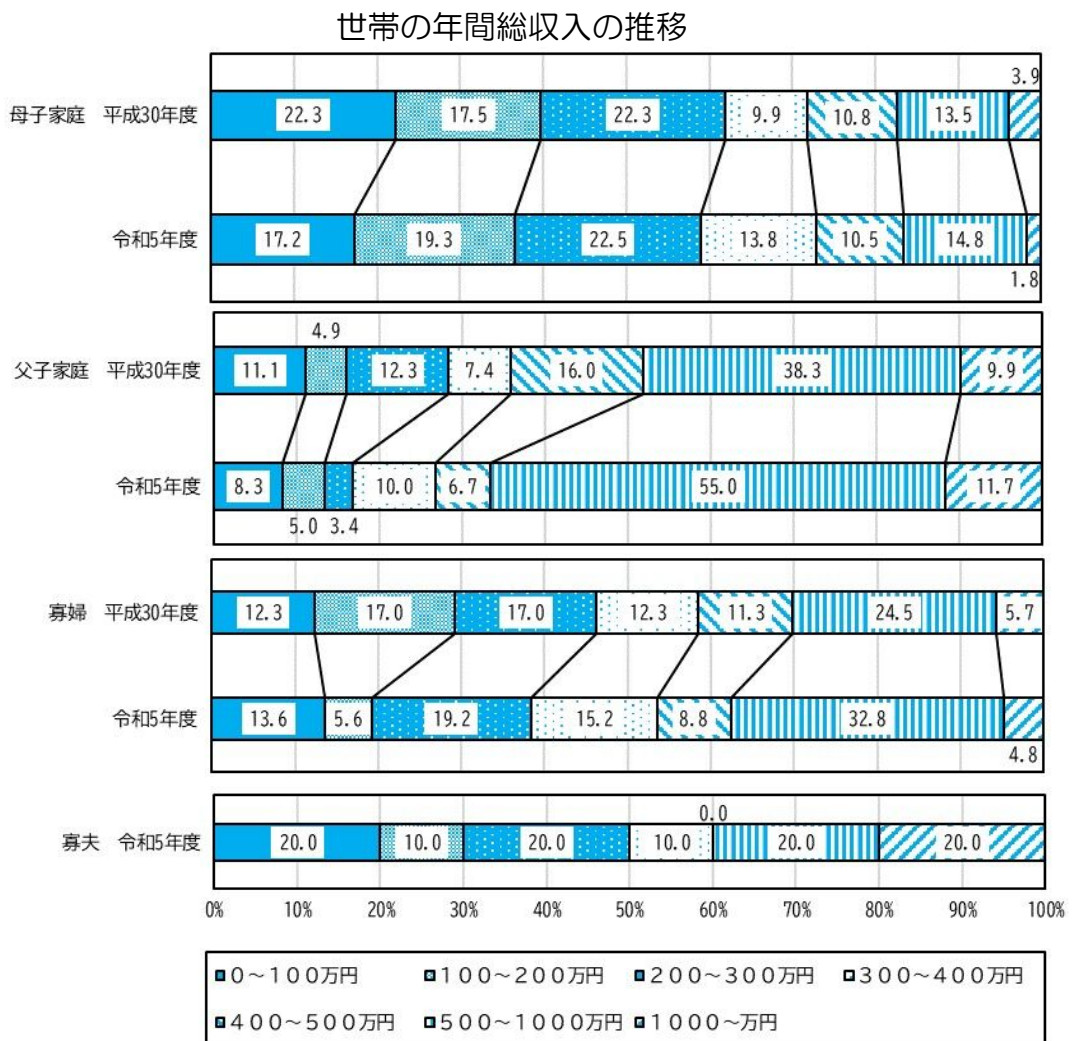 世帯の年間総収入の推移
3.9
母子家庭 平成30年度 22.3 17.5 22.3 9.9 10.8 13.5
令和5年度 17.2 19.3 22.5 13.8 10.5 14.8
1.8
4.9
父子家庭 平成30年度 11.1 12.3 7.4 16.0 38.3 9.9
令和5年度 8.3 10.0 6.7 55.0 11.7
5.0 3.4
寡婦 平成30年度 12.3 17.0 17.0 12.3 11.3 24.5 5.7
令和5年度 13.6 5.6 19.2 15.2 8.8 32.8
4.8
0.0
寡夫 令和5年度 20.0 10.0 20.0 10.0 20.0 20.0
0% 10% 20% 30% 40% 50% 60% 70% 80% 90% 100%
０～１００万円 １００～２００万円 ２００～３００万円 ３００～４００万円
４００～５００万円 ５００～１０００万円 １０００～万円